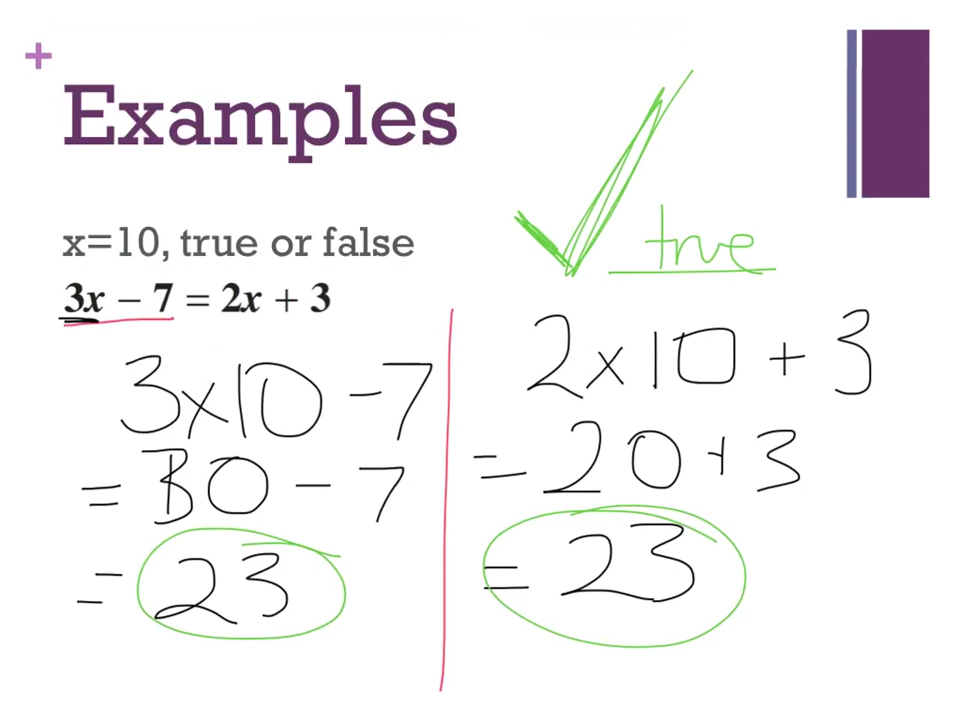 +
Examples
x=10, true or false
3x − 7 = 2x + 3
true
3x10 -7
= 30 - 7
= 23
2x10 + 3
= 20 + 3
= 23